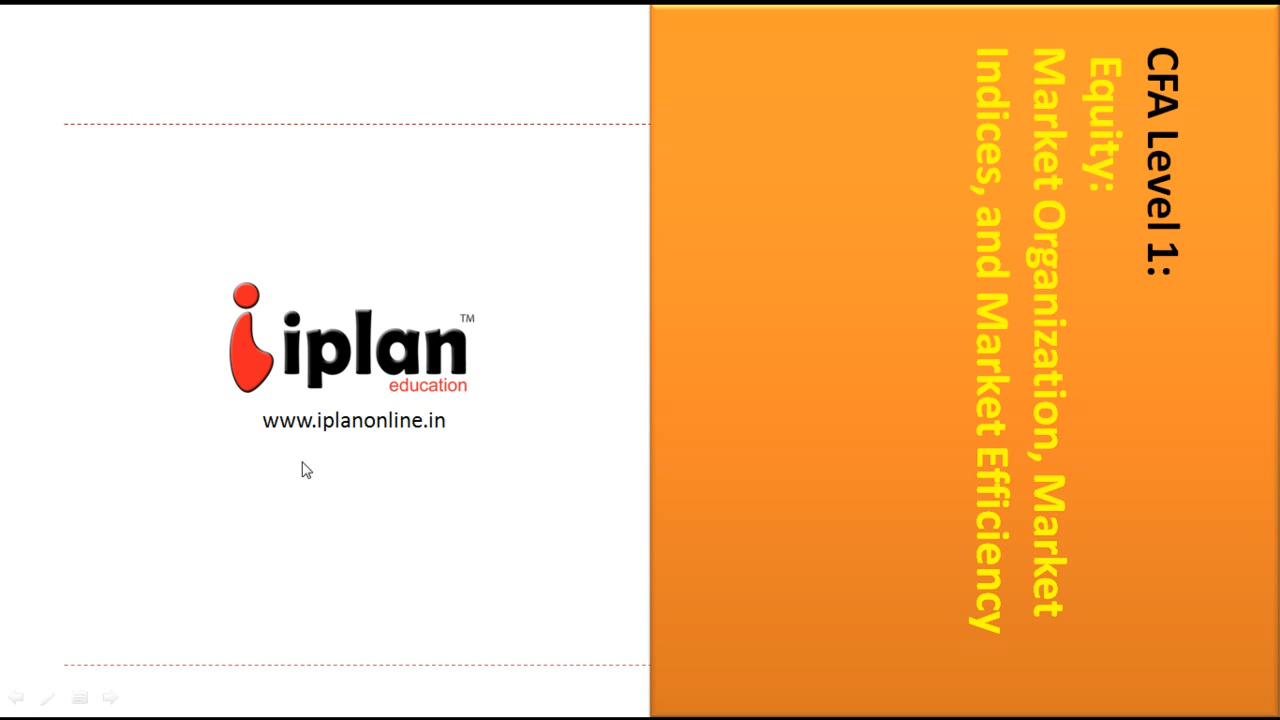 CFA Level 1:
Equity:
Market Organization, Market
Indices, and Market Efficiency
i iplan TM
education
www.iplanonline.in